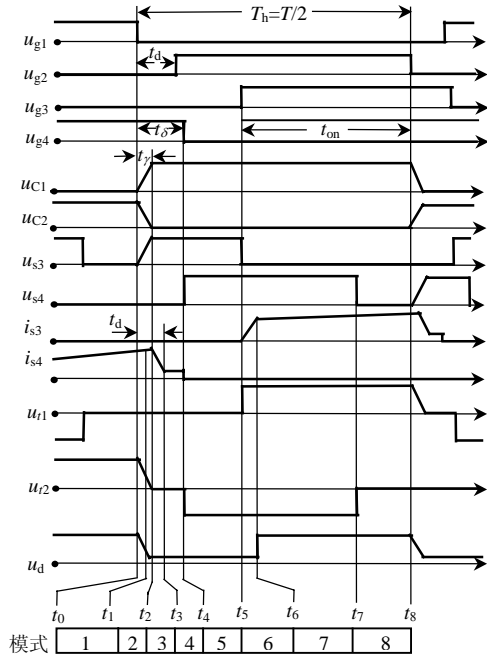 T_h=T/2
u_g1
t_d
u_g2
u_g3
t_δ
t_on
u_g4
t_γ
u_C1
u_C2
u_s3
u_s4
t_d
i_s3
i_s4
u_t1
u_t2
u_d
t_0 t_1 t_2 t_3 t_4 t_5 t_6 t_7 t_8
模式 1 2 3 4 5 6 7 8